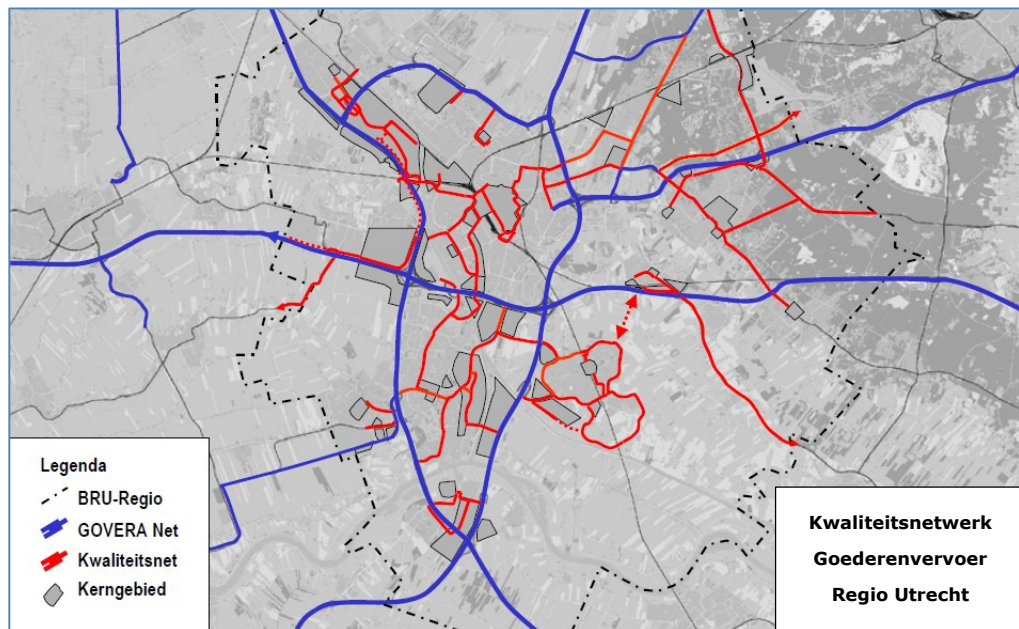 Legenda
BRU-Regio
GOVERA Net
Kwaliteitsnet
Kerngebied
Kwaliteitsnetwerk
Goederenvervoer
Regio Utrecht